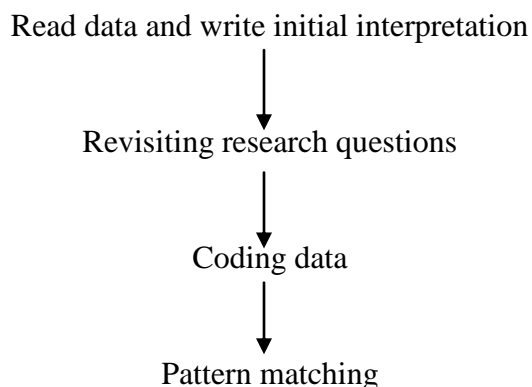 Read data and write initial interpretation
Revisiting research questions
Coding data
Pattern matching